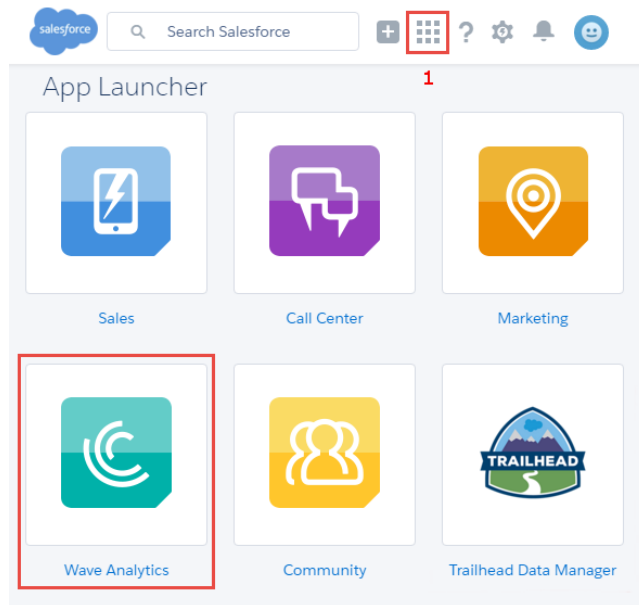 salesforce
Search Salesforce
1
App Launcher
Sales
Call Center
Marketing
TRAILHEAD
Wave Analytics
Community
Trailhead Data Manager